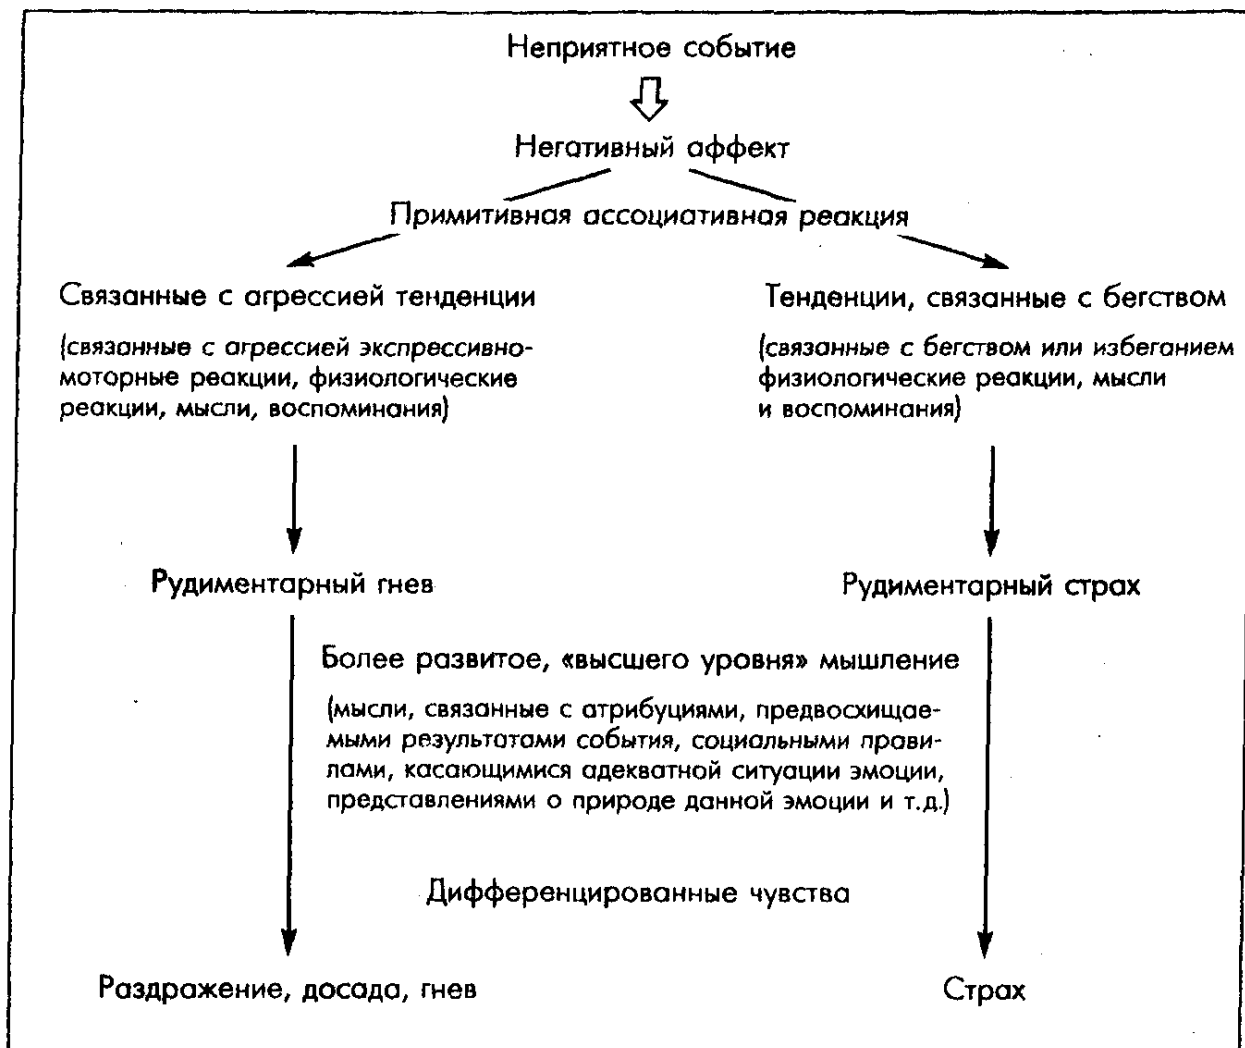 Неприятное событие
Негативный аффект
Примитивная ассоциативная реакция
Связанные с агрессией тенденции
(связанные с агрессией экспрессивно-
моторные реакции, физиологические
реакции, мысли, воспоминания)
Тенденции, связанные с бегством
(связанные с бегством или избеганием
физиологические реакции, мысли
и воспоминания)
Рудиментарный гнев
Рудиментарный страх
Более развитое, «высшего уровня» мышление
(мысли, связанные с атрибуциями, предвосхищае-
мыми результатами события, социальными прави-
лами, касающимися адекватной ситуации эмоции,
представлениями о природе данной эмоции и т.д.)
Дифференцированные чувства
Раздражение, досада, гнев
Страх